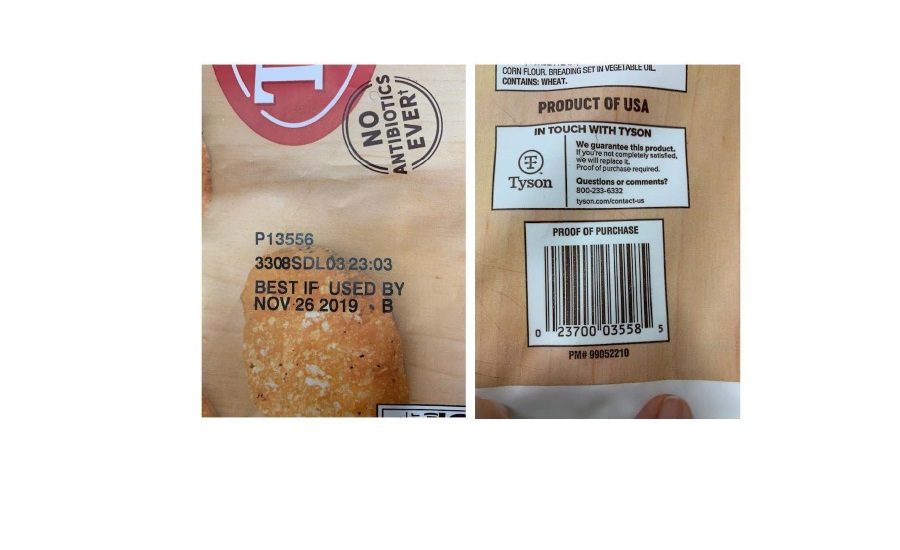 NO
ANTIBIOTICS
EVER†
P13556
3308SDL03 23:03
BEST IF USED BY
NOV 26 2019 B
CORN FLOUR. BREADING SET IN VEGETABLE OIL.
CONTAINS: WHEAT.
PRODUCT OF USA
IN TOUCH WITH TYSON
Tyson
We guarantee this product.
If you're not completely satisfied,
we will replace it.
Proof of purchase required.
Questions or comments?
800-233-6332
tyson.com/contact-us
PROOF OF PURCHASE
0 23700 03558 5
PM# 99052210